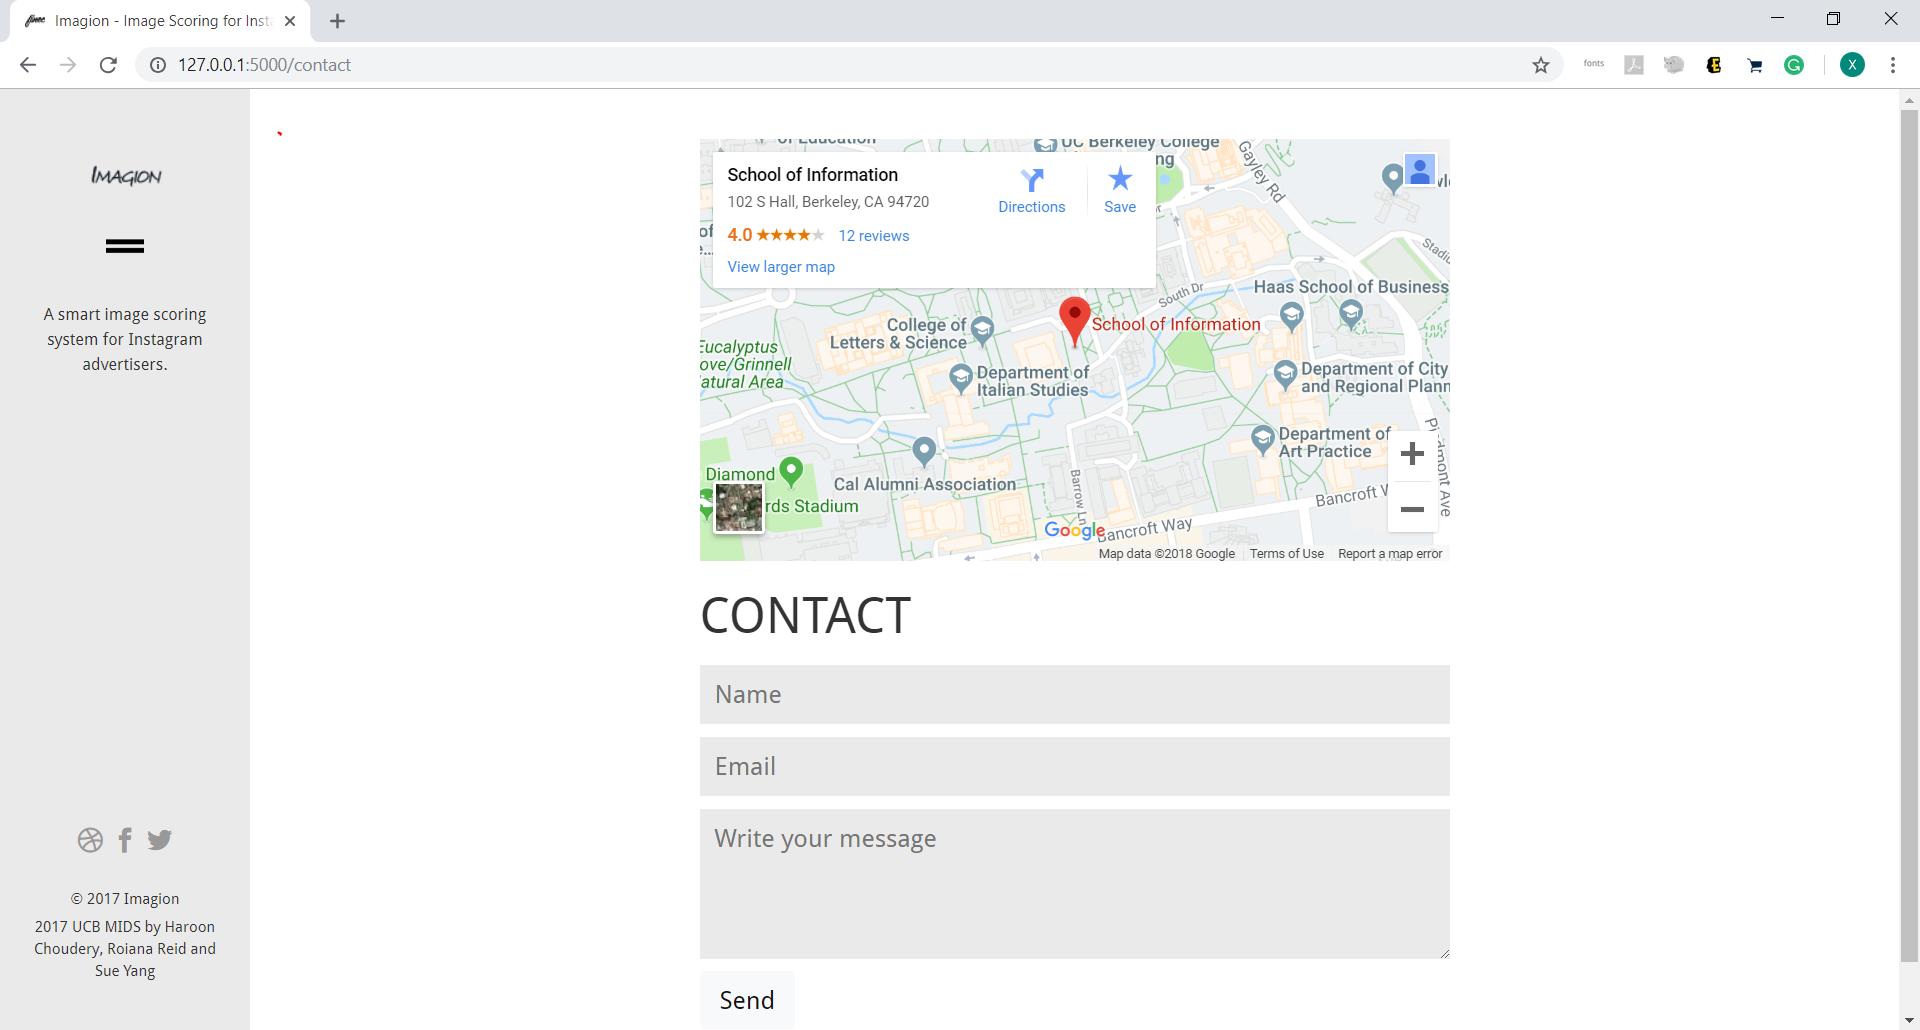 Imagion - Image Scoring for Inst
127.0.0.1:5000/contact
fonts
X
Imagion
A smart image scoring
system for Instagram
advertisers.
© 2017 Imagion
2017 UCB MIDS by Haroon
Choudery, Roiana Reid and
Sue Yang
of Education
UC Berkeley College
ng
Gayley Rd
School of Information
102 S Hall, Berkeley, CA 94720
4.0
12 reviews
View larger map
Directions
Save
South Dr
Haas School of Business
School of Information
College of
Letters & Science
Eucalyptus
ove/Grinnell
atural Area
Department of
Italian Studies
Department of City
and Regional Plann
Department of
Art Practice
Diamond
rds Stadium
Cal Alumni Association
Barrow Ln
Bancroft W
Bancroft Way
Google
Map data ©2018 Google
Terms of Use
Report a map error
CONTACT
Name
Email
Write your message
Send